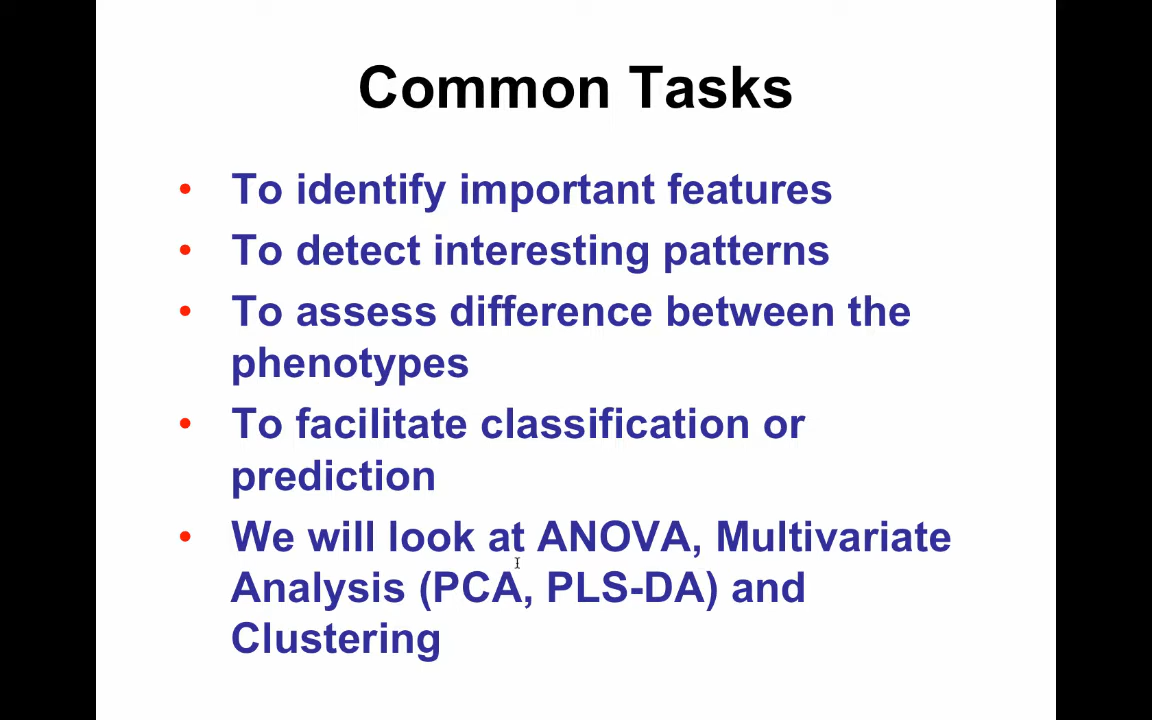 Common Tasks
• To identify important features
• To detect interesting patterns
• To assess difference between the
phenotypes
• To facilitate classification or
prediction
• We will look at ANOVA, Multivariate
Analysis (PCA, PLS-DA) and
Clustering